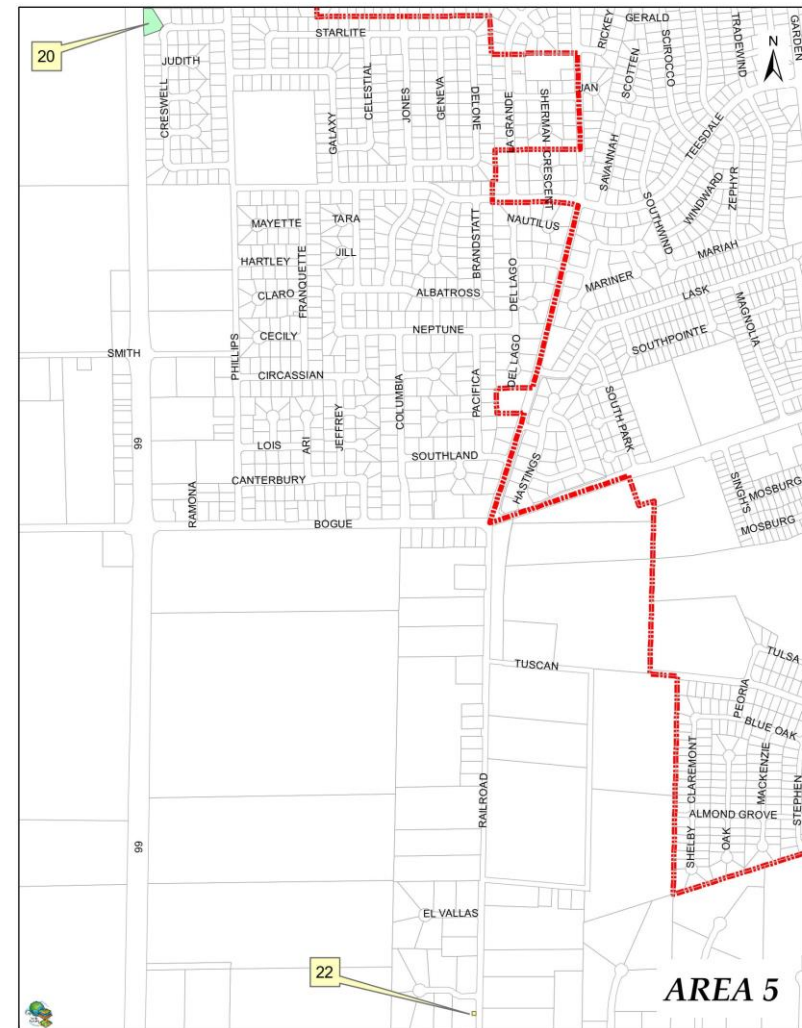 20
STARLITE
JUDITH
CRESWELL
GALAXY
CELESTIAL
JONES
GENEVA
DELONE
LA GRANDE
SHERMAN
CRESCENT
RICKEY
GERALD
SCOTTEN
SCIROCCO
TRADEWIND
GARDEN
N
SAVANNAH
TEESDALE
SOUTHWIND
WINDWARD
ZEPHYR
MARIAH
NAUTILUS
MAYETTE
TARA
HARTLEY
JILL
FRANQUETTE
CLARO
CECILY
BRANDSTATT
ALBATROSS
NEPTUNE
DEL LAGO
DEL LAGO
MARINER
LASK
SOUTHPOINTE
MAGNOLIA
SMITH
PHILLIPS
CIRCASSIAN
COLUMBIA
PACIFICA
99
LOIS
ARI
JEFFREY
SOUTHLAND
SOUTH PARK
HASTINGS
CANTERBURY
RAMONA
BOGUE
SINGH'S
MOSBURG
MOSBURG
TUSCAN
TULSA
PEORIA
BLUE OAK
CLAREMONT
MACKENZIE
STEPHEN
RAILROAD
ALMOND GROVE
SHELBY
OAK
99
EL VALLAS
22
AREA 5